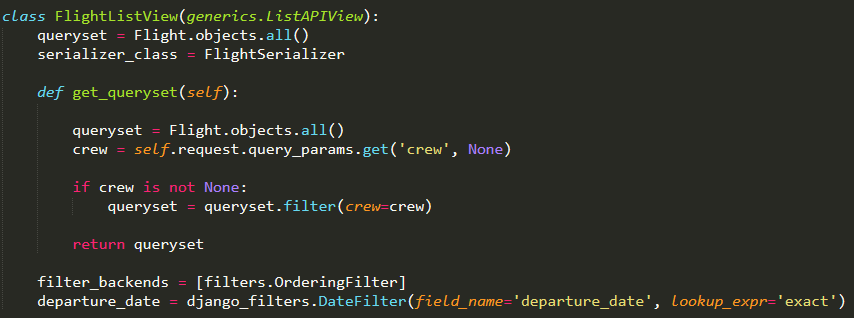 class FlightListView(generics.ListAPIView):
    queryset = Flight.objects.all()
    serializer_class = FlightSerializer
    def get_queryset(self):
        queryset = Flight.objects.all()
        crew = self.request.query_params.get('crew', None)
        if crew is not None:
            queryset = queryset.filter(crew=crew)
        return queryset
    filter_backends = [filters.OrderingFilter]
    departure_date = django_filters.DateFilter(field_name='departure_date', lookup_expr='exact')